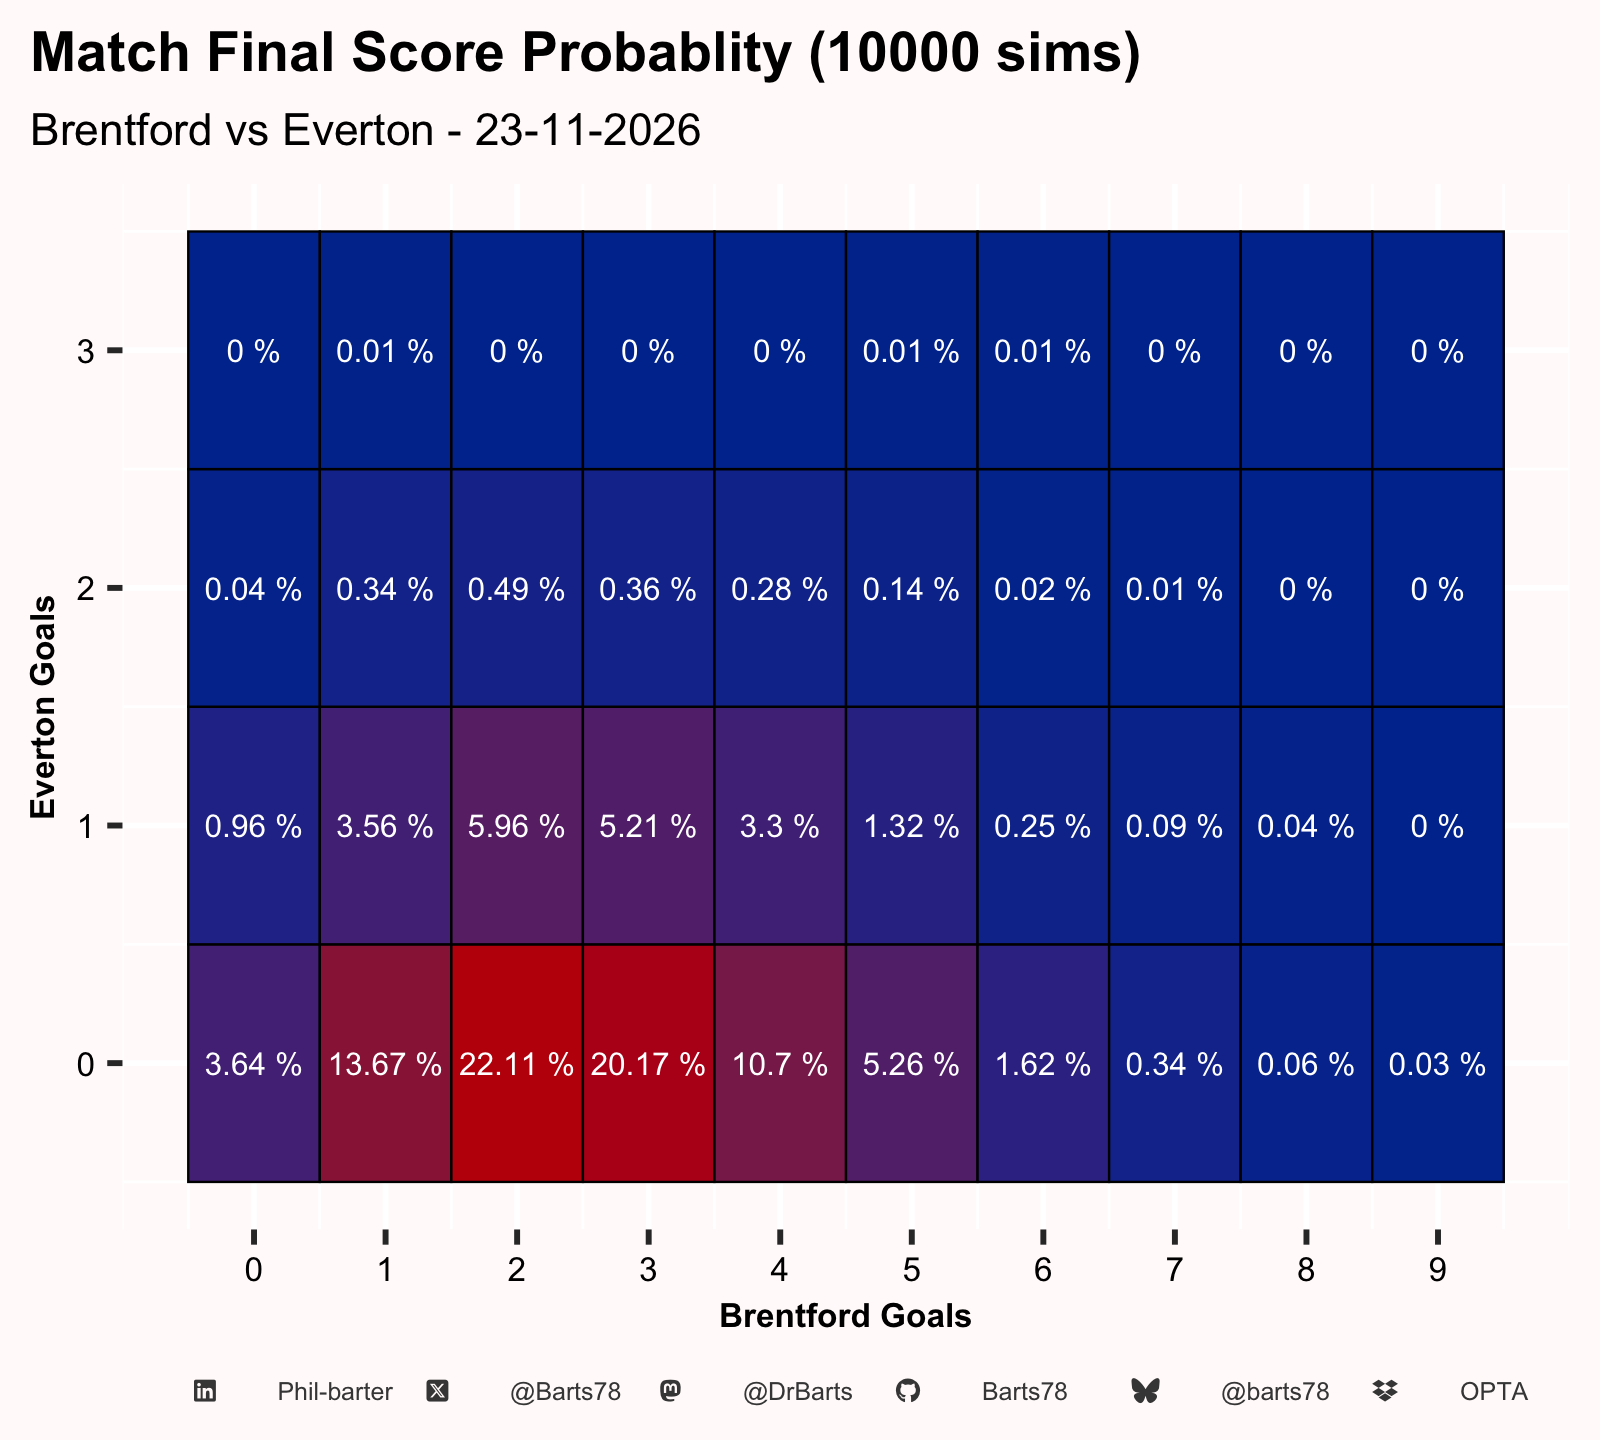 Match Final Score Probablity (10000 sims)
Brentford vs Everton - 23-11-2026
Everton Goals
3
0 % 0.01 % 0 % 0 % 0 % 0.01 % 0.01 % 0 % 0 % 0 %
2
0.04 % 0.34 % 0.49 % 0.36 % 0.28 % 0.14 % 0.02 % 0.01 % 0 % 0 %
1
0.96 % 3.56 % 5.96 % 5.21 % 3.3 % 1.32 % 0.25 % 0.09 % 0.04 % 0 %
0
3.64 % 13.67 % 22.11 % 20.17 % 10.7 % 5.26 % 1.62 % 0.34 % 0.06 % 0.03 %
0 1 2 3 4 5 6 7 8 9
Brentford Goals
Phil-barter @Barts78 @DrBarts Barts78 @barts78 OPTA